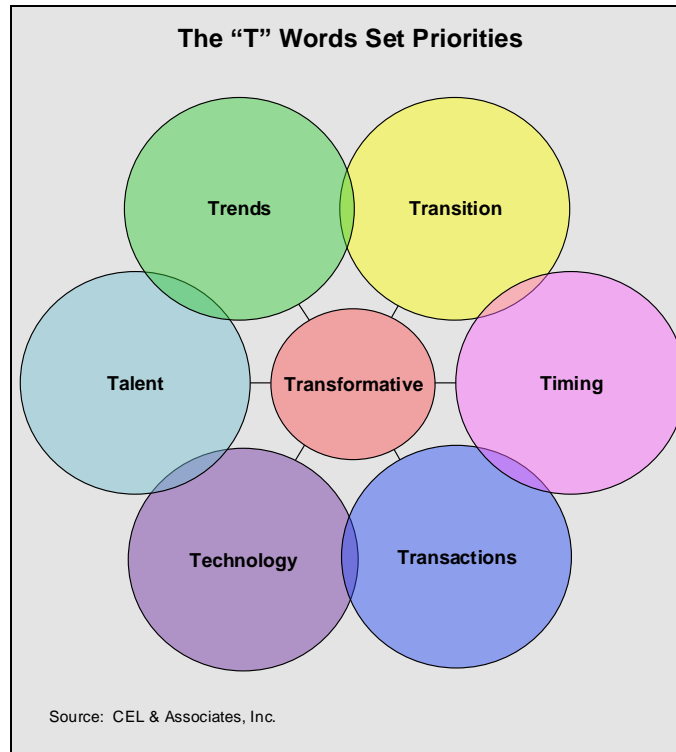 The “T” Words Set Priorities
Trends
Transition
Talent
Transformative
Timing
Technology
Transactions
Source:  CEL & Associates, Inc.